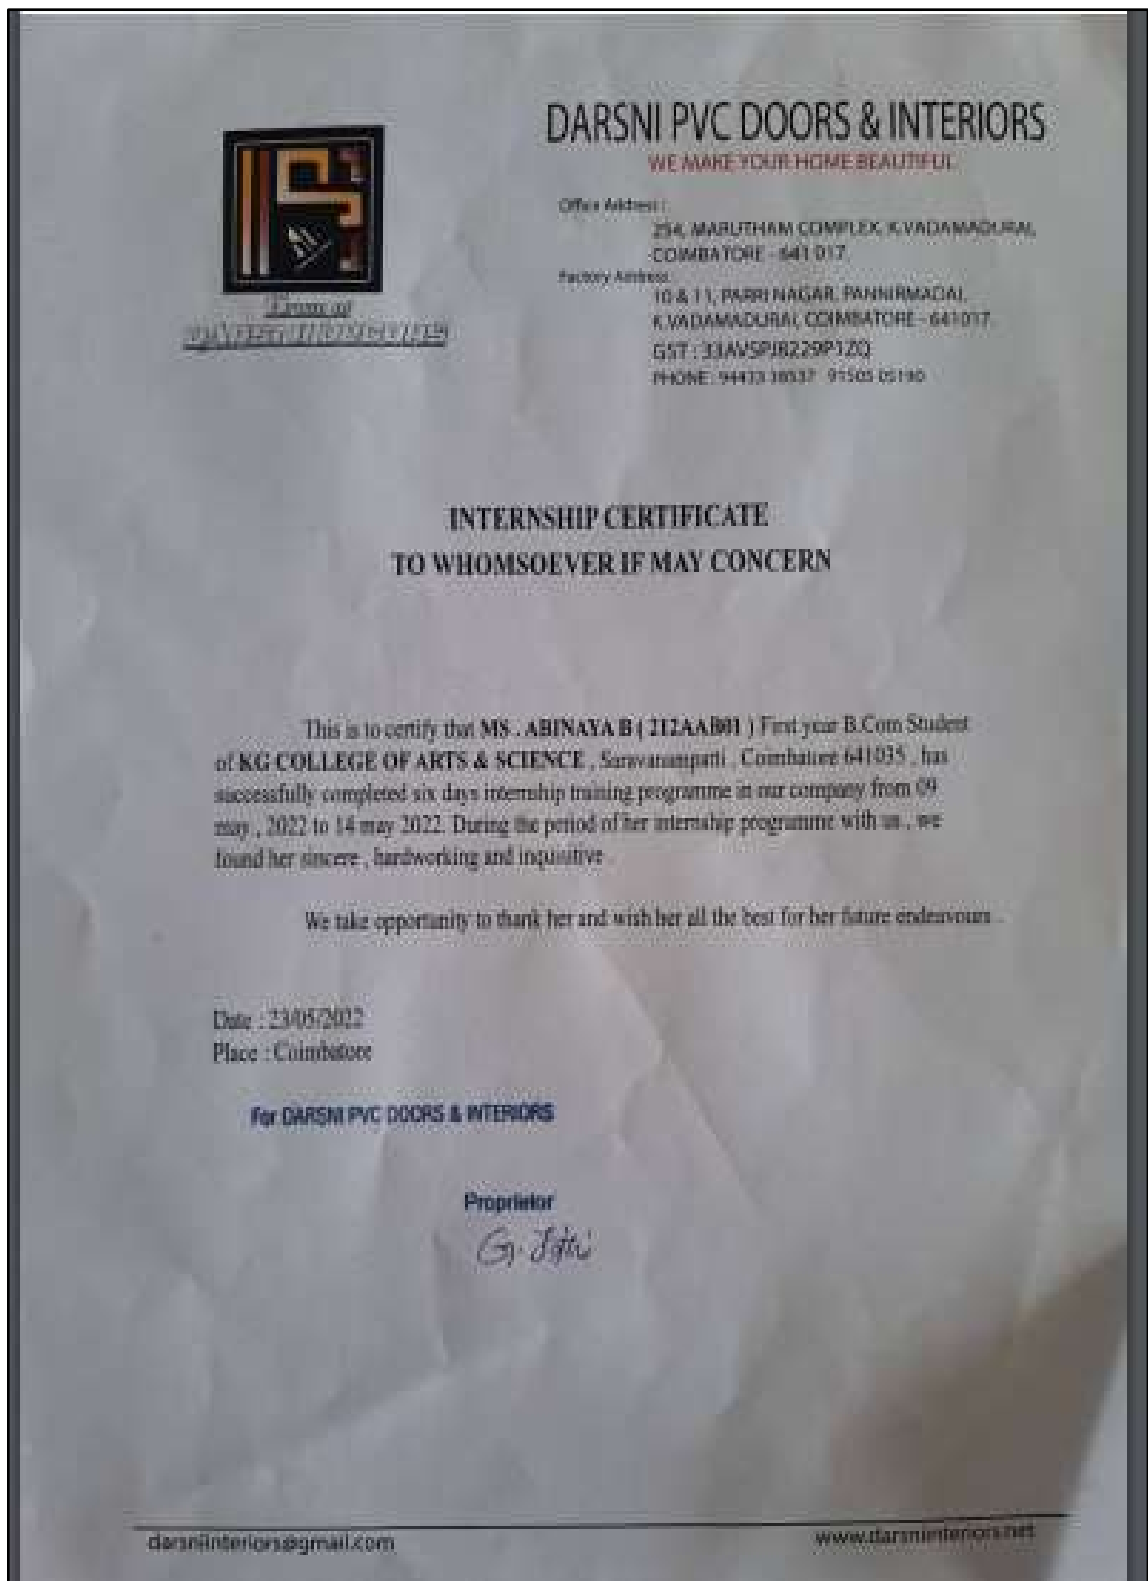 DARSNI PVC DOORS & INTERIORS
WE MAKE YOUR HOME BEAUTIFUL
Office Address :
254, MARUTHAM COMPLEX, K.VADAMADURAI,
COIMBATORE - 641 017.
Factory Address:
10 & 11, PARRI NAGAR, PANNIRMADAI,
K.VADAMADURAI, COIMBATORE - 641017.
GST :
PHONE : 91505 05190
INTERNSHIP CERTIFICATE
TO WHOMSOEVER IF MAY CONCERN
This is to certify that MS . ABINAYA B ( 212AAB01 ) First year B.Com Student
of KG COLLEGE OF ARTS & SCIENCE , Saravanampatti , Coimbatore 641035 , has
successfully completed six days internship training programme in our company from 09
may , 2022 to 14 may 2022. During the period of her internship programme with us , we
found her sincere , hardworking and inquisitive .
We take opportunity to thank her and wish her all the best for her future endeavours .
Date : 23/05/2022
Place : Coimbatore
For DARSNI PVC DOORS & INTERIORS
Proprietor
darsniinteriors@gmail.com
www.darsniinteriors.net